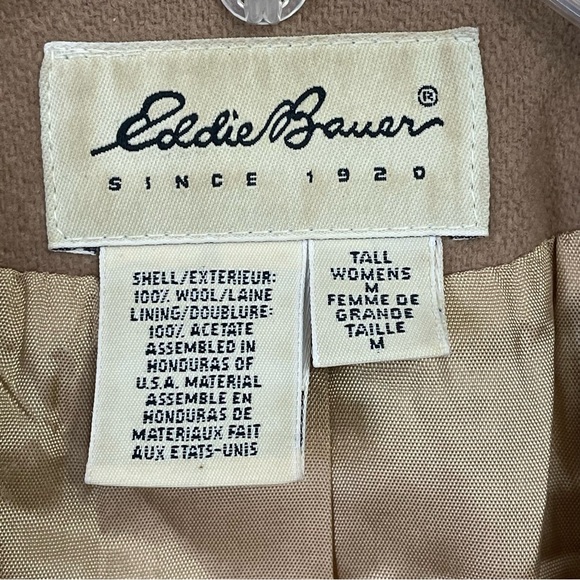 Eddie Bauer®
SINCE 1920
SHELL/EXTERIEUR:
100% WOOL/LAINE
LINING/DOUBLURE:
100% ACETATE
ASSEMBLED IN
HONDURAS OF
U.S.A. MATERIAL
ASSEMBLE EN
HONDURAS DE
MATERIAUX FAIT
AUX ETATS-UNIS
TALL
WOMENS
M
FEMME DE
GRANDE
TAILLE
M